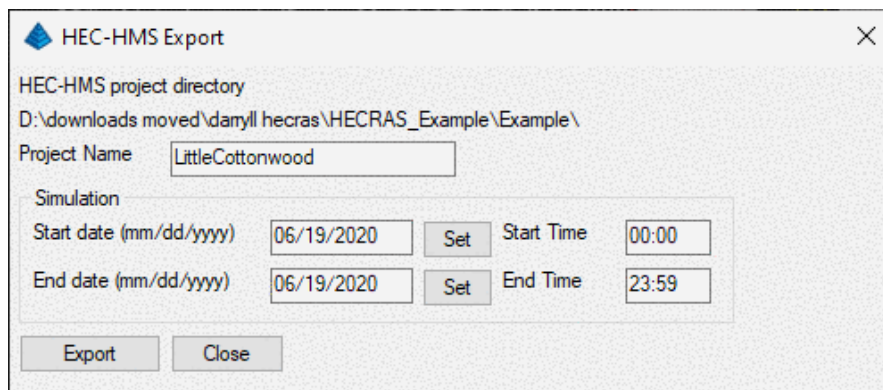 HEC-HMS Export
HEC-HMS project directory
D:\downloads moved\darryll hecras\HECRAS_Example\Example\
Project Name LittleCottonwood
Simulation
Start date (mm/dd/yyyy) 06/19/2020 Set Start Time 00:00
End date (mm/dd/yyyy) 06/19/2020 Set End Time 23:59
Export Close